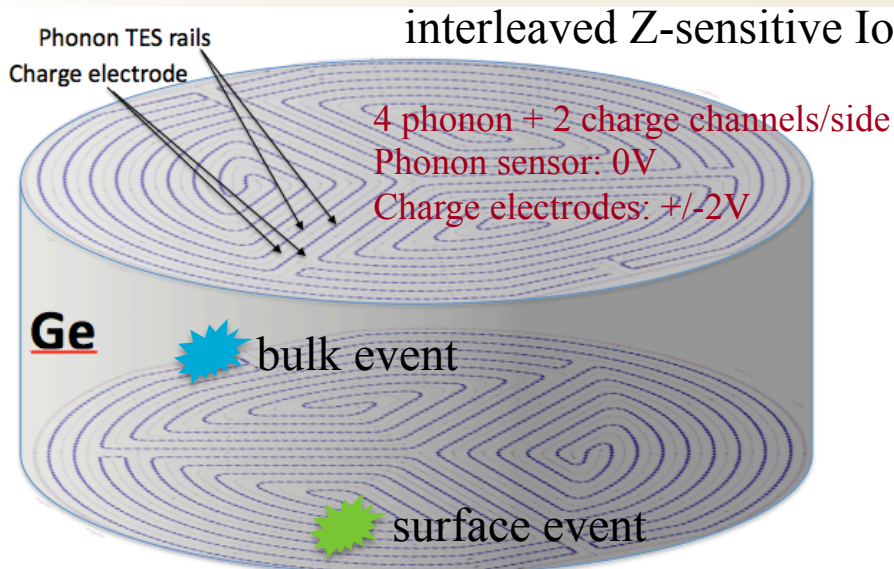 interleaved Z-sensitive Io
Phonon TES rails
Charge electrode
4 phonon + 2 charge channels/side
Phonon sensor: 0V
Charge electrodes: +/-2V
Ge
bulk event
surface event